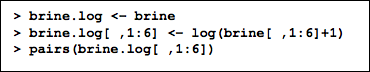 > brine.log <- brine
> brine.log[ ,1:6] <- log(brine[ ,1:6]+1)
> pairs(brine.log[ ,1:6])